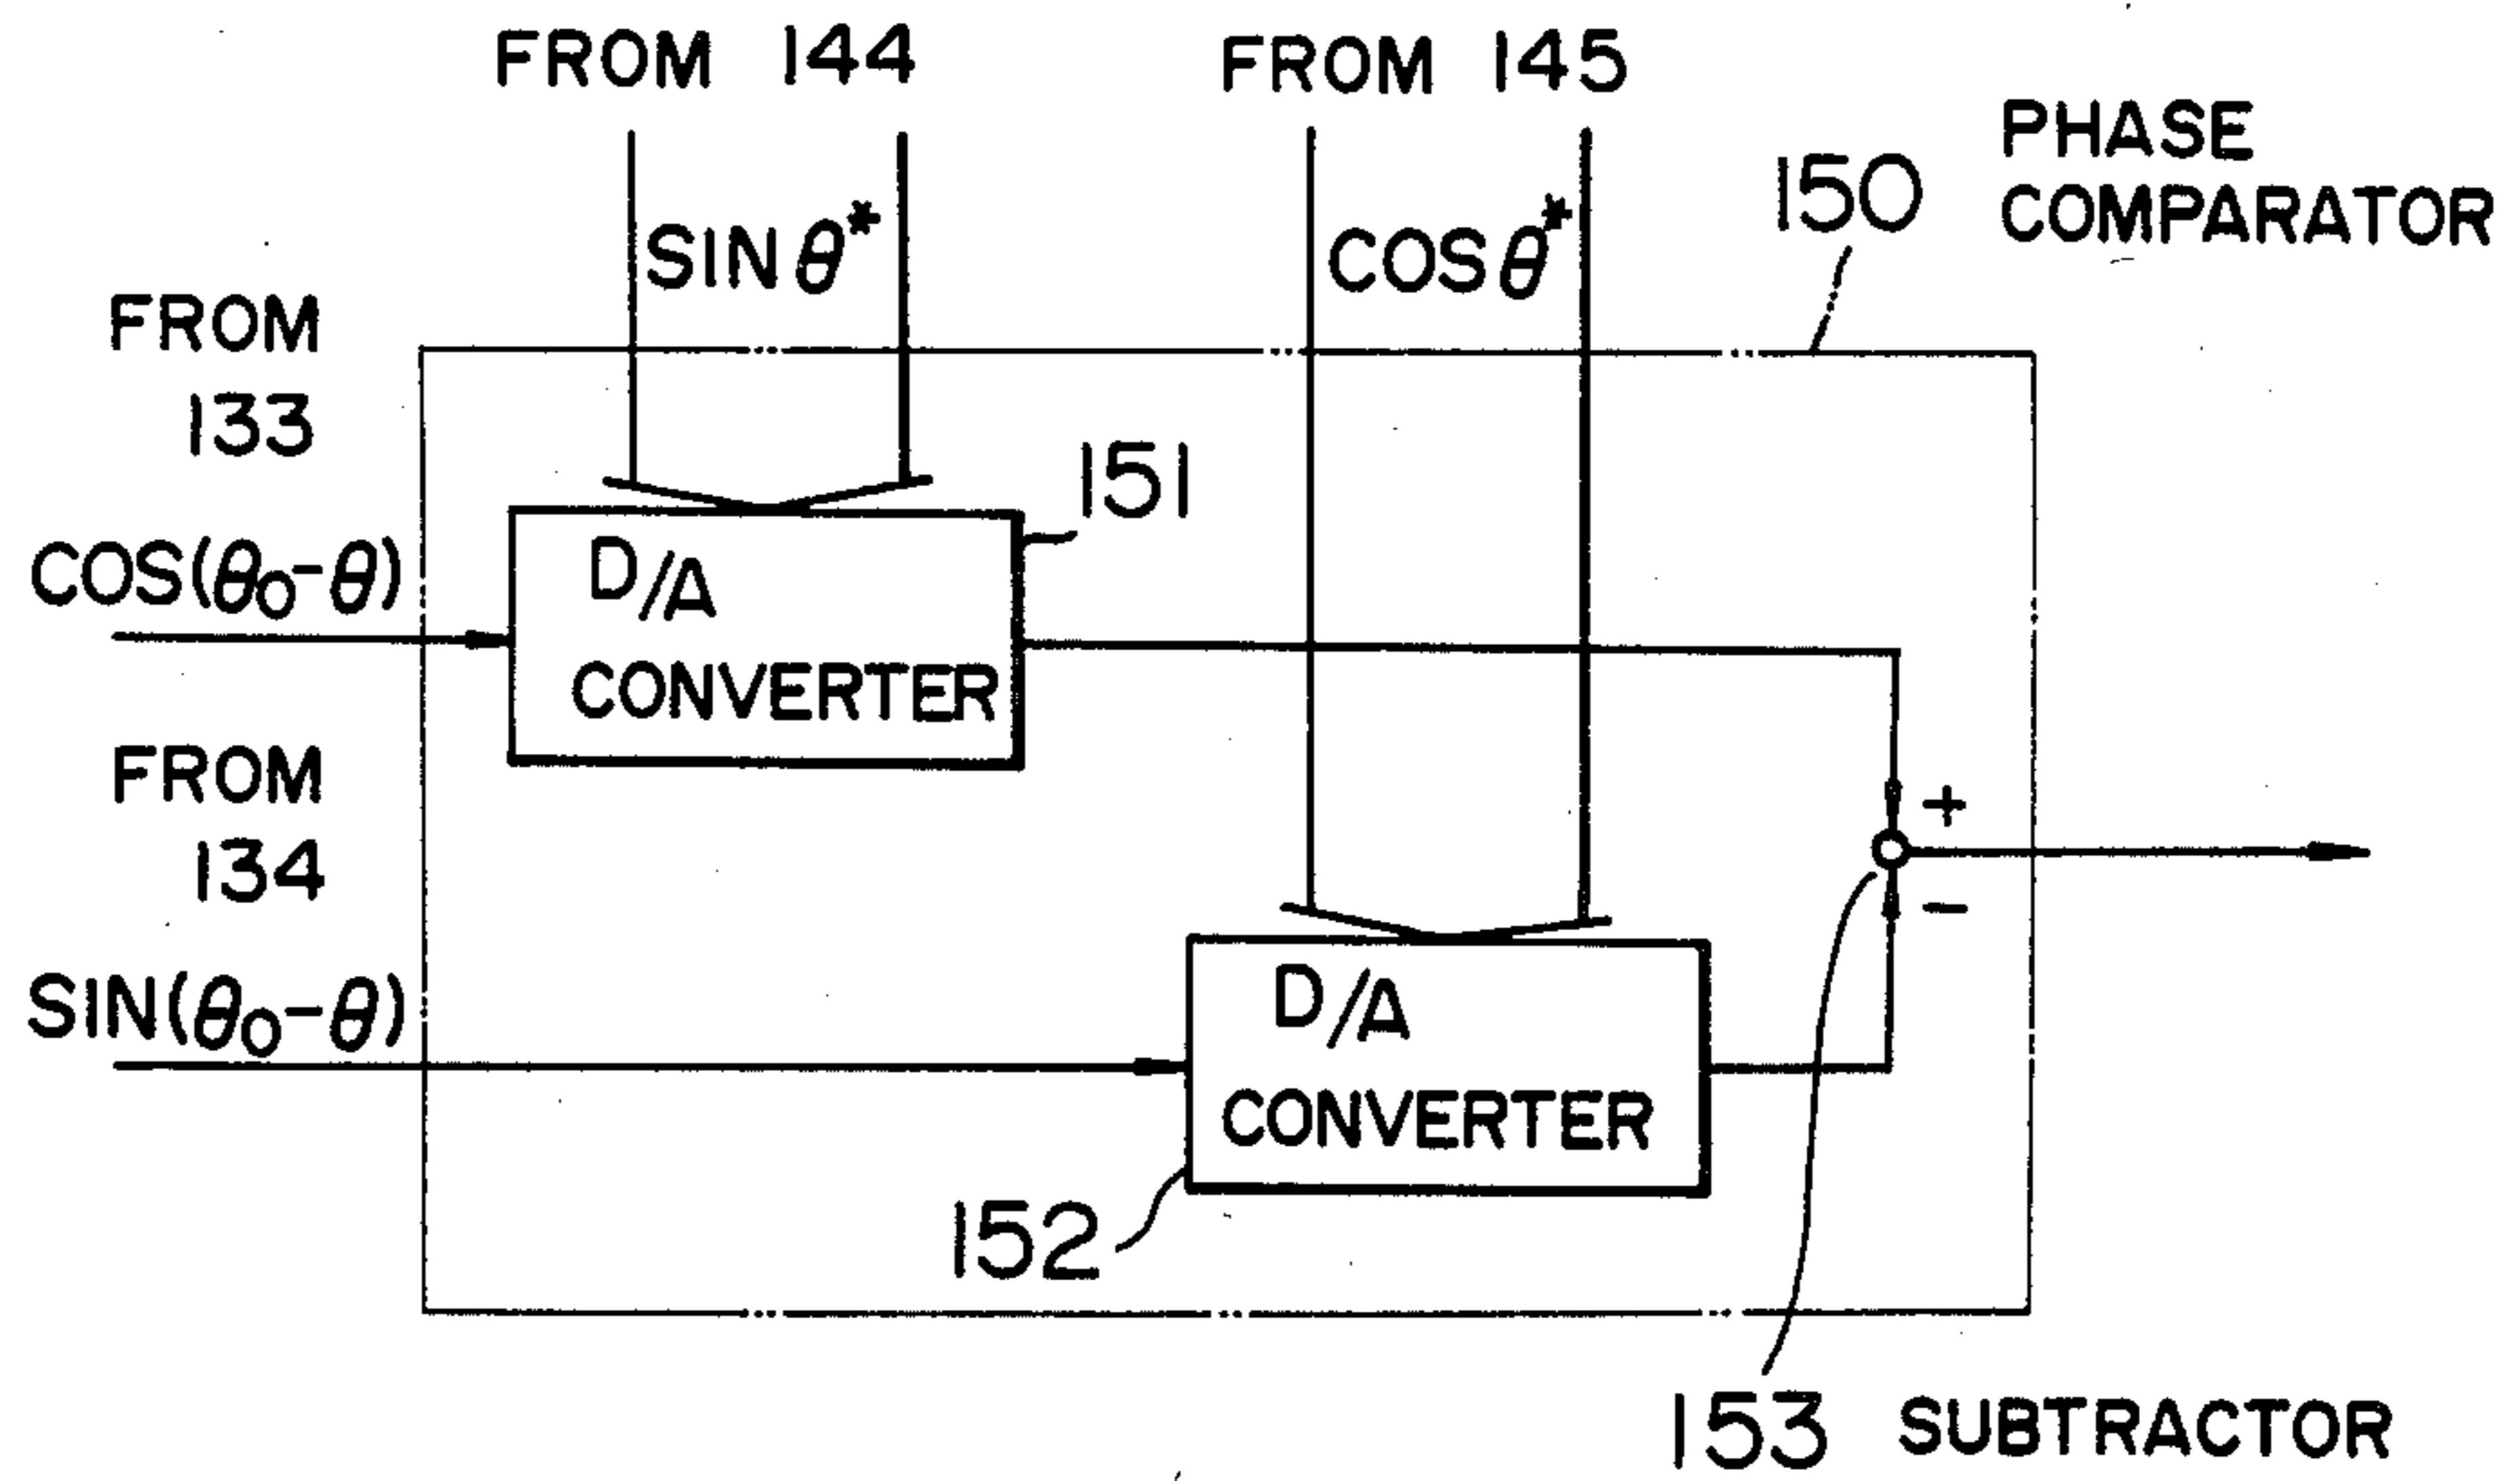 FROM 144
FROM 145
PHASE
COMPARATOR
150
SIN θ*
COS θ*
FROM
133
151
COS(θ₀-θ)
D/A
CONVERTER
FROM
134
+
-
SIN(θ₀-θ)
D/A
CONVERTER
152
153 SUBTRACTOR